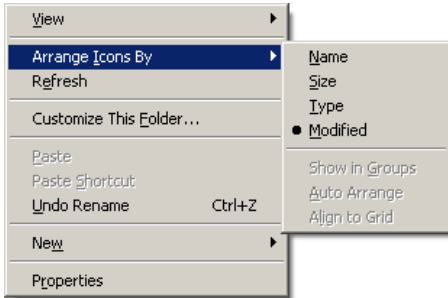 View
Arrange Icons By
Refresh
Customize This Folder...
Paste
Paste Shortcut
Undo Rename Ctrl+Z
New
Properties
Name
Size
Type
Modified
Show in Groups
Auto Arrange
Align to Grid